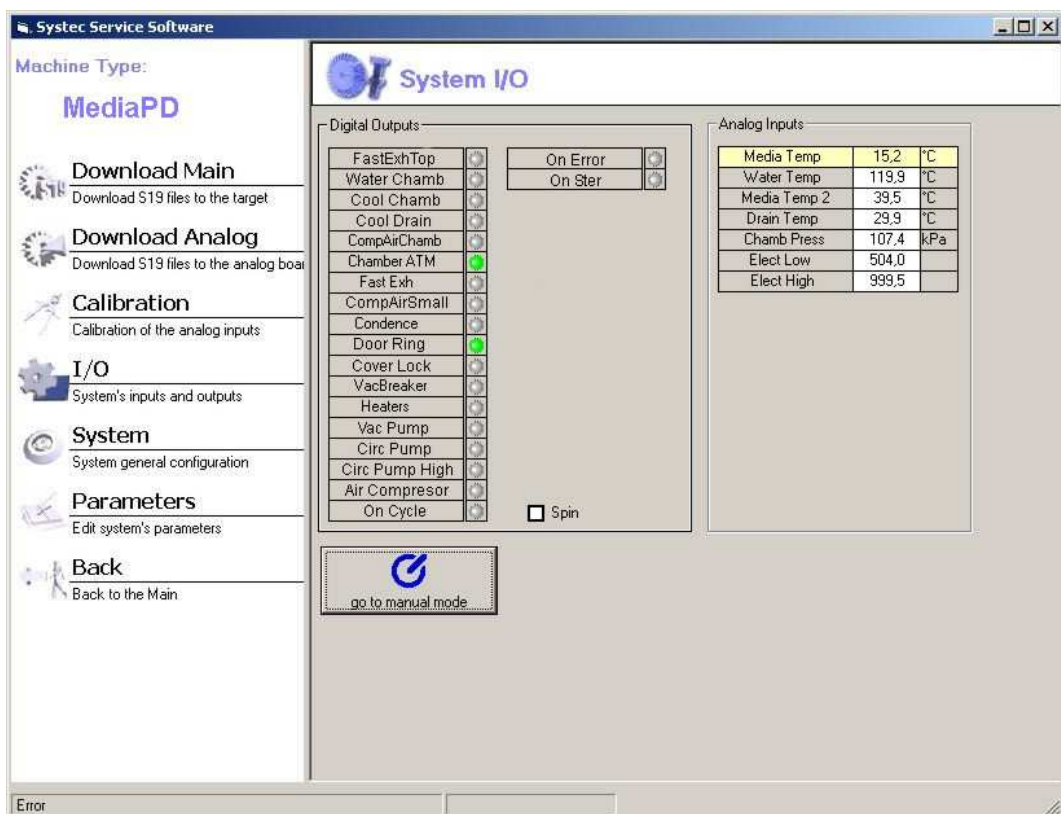 Systec Service Software
Machine Type:
MediaPD
Download Main
Download S19 files to the target
Download Analog
Download S19 files to the analog boar
Calibration
Calibration of the analog inputs
I/O
System's inputs and outputs
System
System general configuration
Parameters
Edit system's parameters
Back
Back to the Main
System I/O
Digital Outputs
FastExhTop
Water Chamb
Cool Chamb
Cool Drain
CompAirChamb
Chamber ATM
Fast Exh
CompAirSmall
Condence
Door Ring
Cover Lock
VacBreaker
Heaters
Vac Pump
Circ Pump
Circ Pump High
Air Compresor
On Cycle
On Error
On Ster
Spin
go to manual mode
Analog Inputs
Media Temp 15,2 °C
Water Temp 119,9 °C
Media Temp 2 39,5 °C
Drain Temp 29,9 °C
Chamb Press 107,4 kPa
Elect Low 504,0
Elect High 999,5
Error